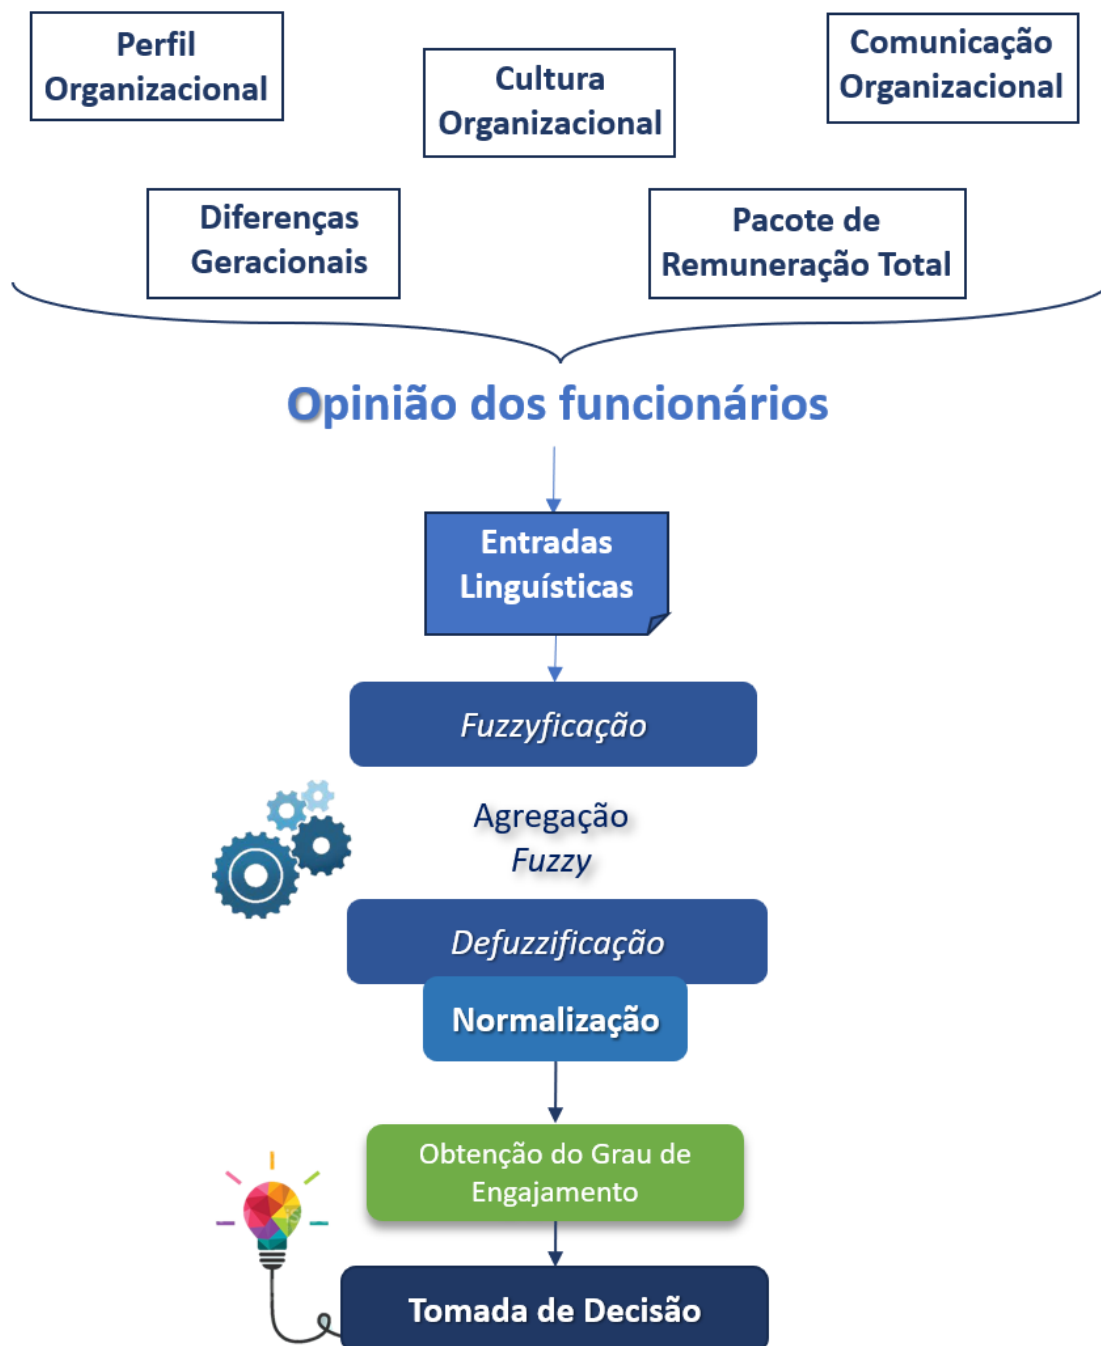 Perfil
Organizacional
Cultura
Organizacional
Comunicação
Organizacional
Diferenças
Geracionais
Pacote de
Remuneração Total
Opinião dos funcionários
Entradas
Linguísticas
Fuzzyficação
Agregação
Fuzzy
Defuzzificação
Normalização
Obtenção do Grau de
Engajamento
Tomada de Decisão